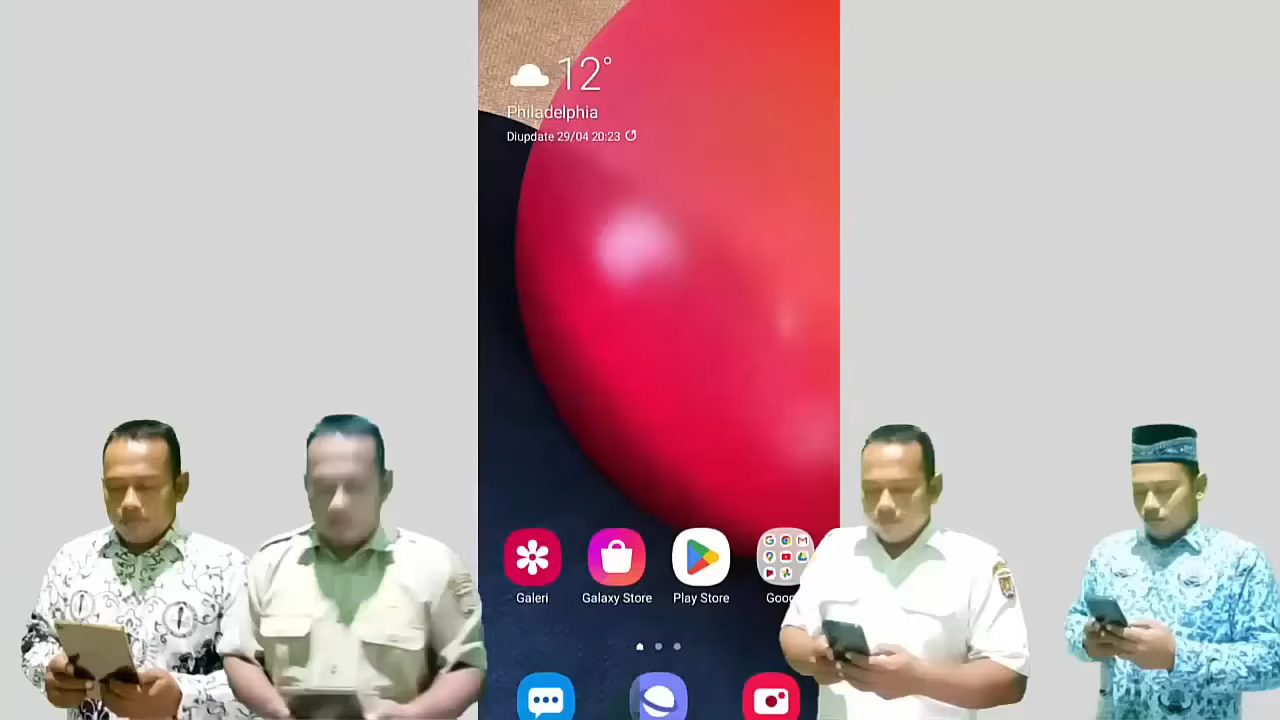 12°
Philadelphia
Diupdate 29/04 20:23
Galeri
Galaxy Store
Play Store